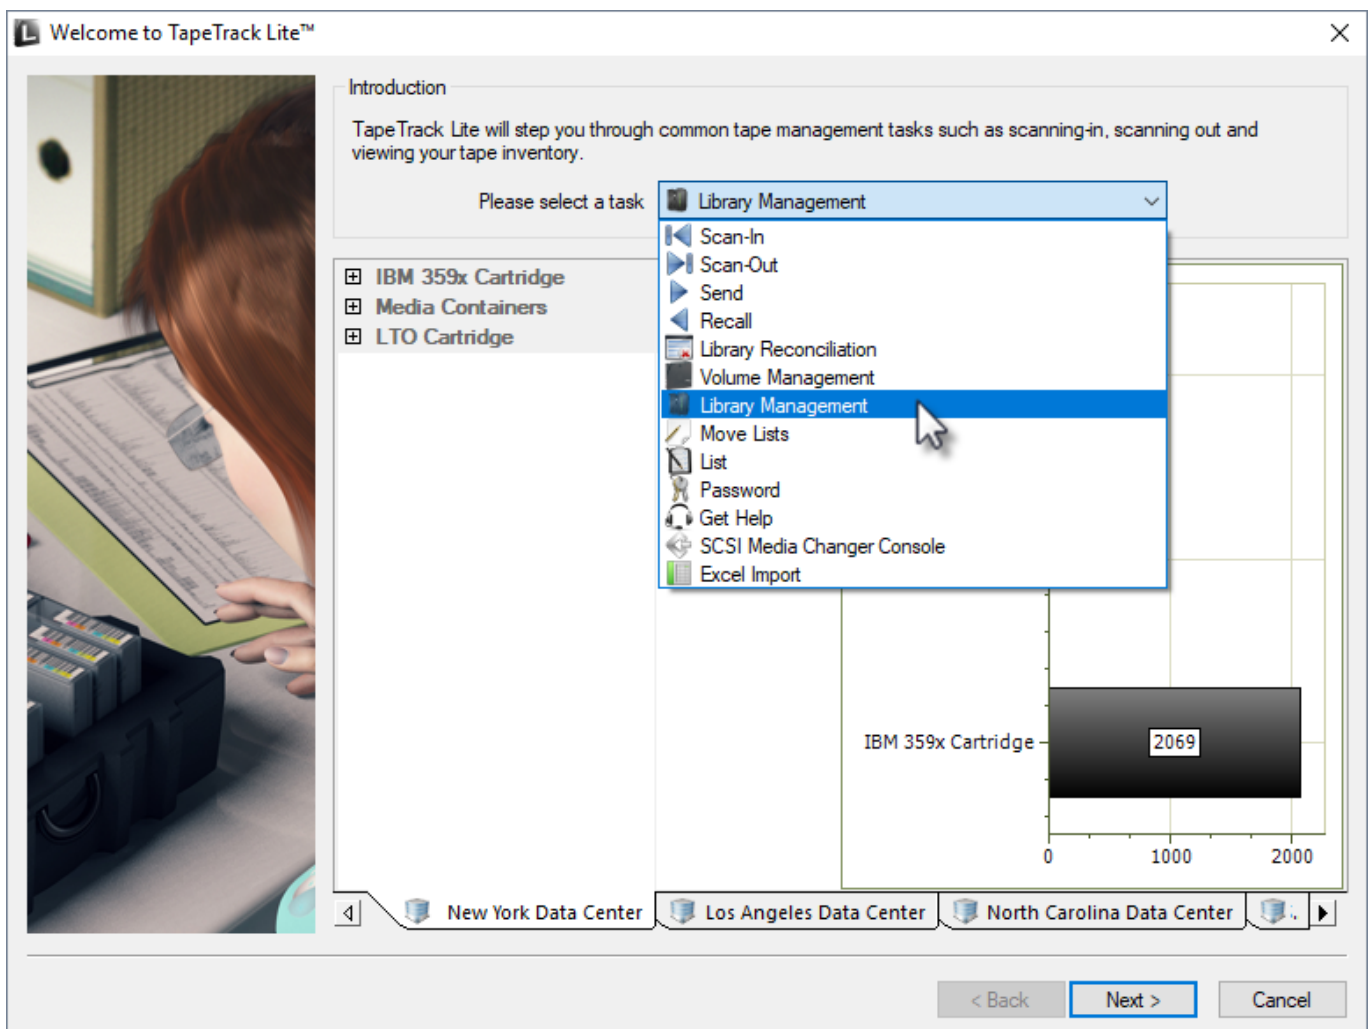 Welcome to TapeTrack Lite™
Introduction
TapeTrack Lite will step you through common tape management tasks such as scanning-in, scanning out and
viewing your tape inventory.
Please select a task
Library Management
Scan-In
Scan-Out
Send
Recall
Library Reconciliation
Volume Management
Library Management
Move Lists
List
Password
Get Help
SCSI Media Changer Console
Excel Import
IBM 359x Cartridge
Media Containers
LTO Cartridge
IBM 359x Cartridge
2069
0 1000 2000
New York Data Center
Los Angeles Data Center
North Carolina Data Center
< Back
Next >
Cancel